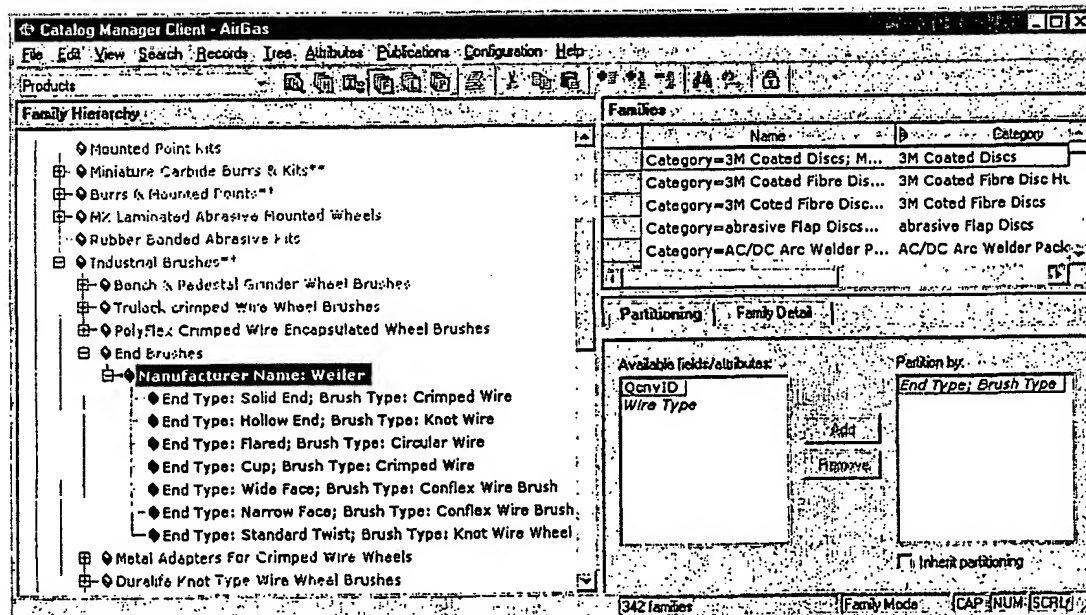 Catalog Manager Client - AirGas
File Edit View Search Records Tree Attributes Publications Configuration Help
Products
Family Hierarchy
Mounted Point Kits
Miniature Carbide Burrs & Kits**
Burrs & Mounted Points**
MX Laminated Abrasive Mounted Wheels
Rubber Bonded Abrasive Kits
Industrial Brushes**
Bench & Pedestal Grinder Wheel Brushes
Trulock crimped Wire Wheel Brushes
PolyFlex Crimped Wire Encapsulated Wheel Brushes
End Brushes
Manufacturer Name: Weiler
End Type: Solid End; Brush Type: Crimped Wire
End Type: Hollow End; Brush Type: Knot Wire
End Type: Flared; Brush Type: Circular Wire
End Type: Cup; Brush Type: Crimped Wire
End Type: Wide Face; Brush Type: Conflex Wire Brush
End Type: Narrow Face; Brush Type: Conflex Wire Brush
End Type: Standard Twist; Brush Type: Knot Wire Wheel
Metal Adapters For Crimped Wire Wheels
Duralife Knot Type Wire Wheel Brushes
Families
Name Category
Category=3M Coated Discs; M... 3M Coated Discs
Category=3M Coated Fibre Dis... 3M Coated Fibre Disc Hu
Category=3M Coted Fibre Disc... 3M Coted Fibre Discs
Category=abrasive Flap Discs... abrasive Flap Discs
Category=AC/DC Arc Welder P... AC/DC Arc Welder Pack
Partitioning Family Detail
Available fields/attributes: Partition by:
QcnvID End Type; Brush Type
Wire Type
Add
Remove
Inherit partitioning
342 families Family Mode CAP NUM SCRL